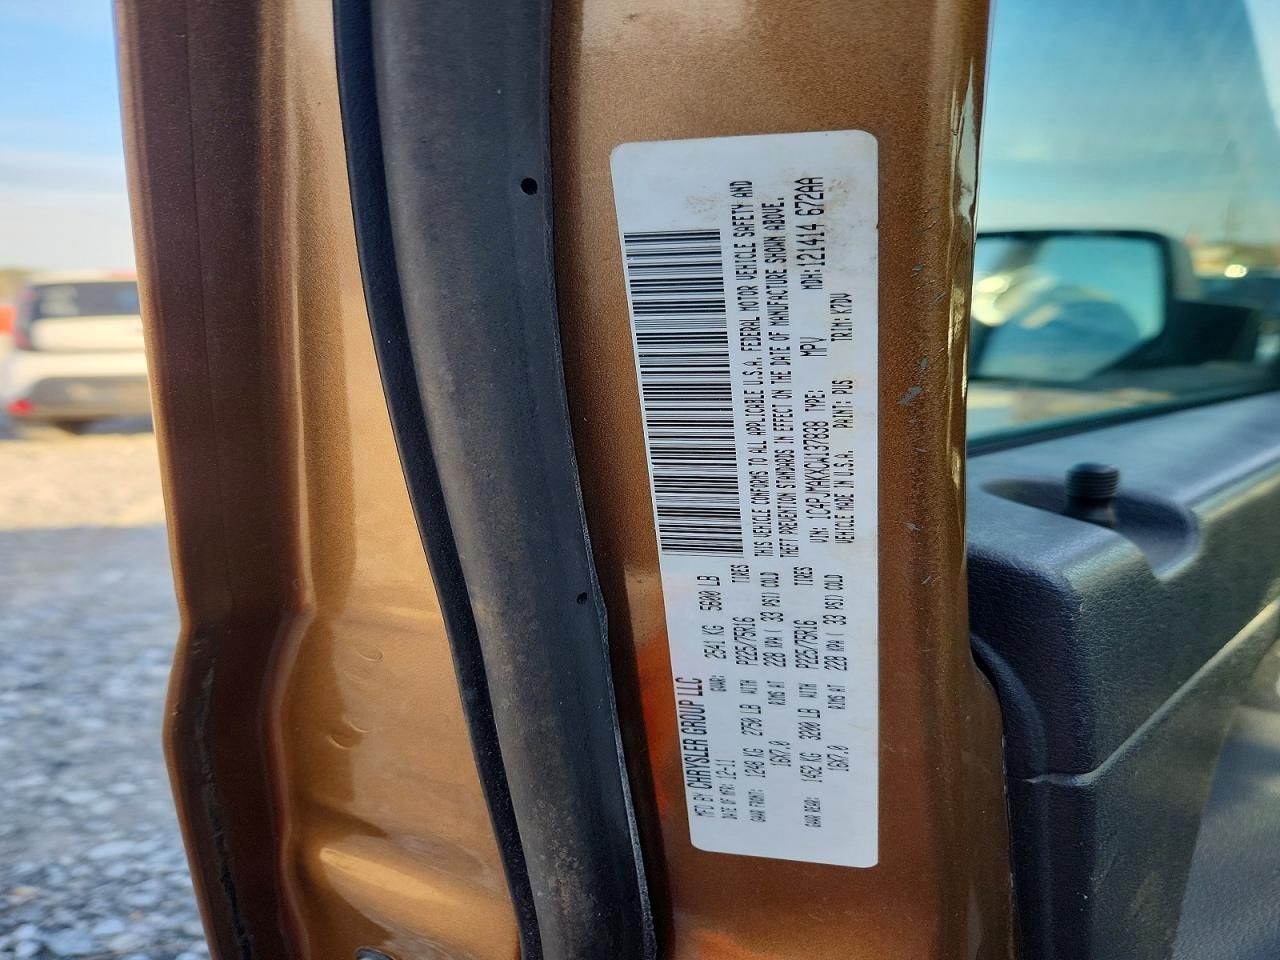 MFD BY CHRYSLER GROUP LLC
DATE OF MFR: 12-11 GVWR: 2541 KG 5600 LB
GAWR FRONT: 1248 KG 2750 LB WITH P225/75R16 TIRES
16X7.0 RIMS AT 228 KPA( 33 PSI) COLD
GAWR REAR: 1452 KG 3200 LB WITH P225/75R16 TIRES
16X7.0 RIMS AT 228 KPA( 33 PSI) COLD
THIS VEHICLE CONFORMS TO ALL APPLICABLE U.S.A. FEDERAL MOTOR VEHICLE SAFETY AND
THEFT PREVENTION STANDARDS IN EFFECT ON THE DATE OF MANUFACTURE SHOWN ABOVE.
VIN: 1C4PJMAKXCW137838 TYPE: MPV MDH:121414 672AA
VEHICLE MADE IN U.S.A. PAINT: PUS TRIM: K7DV